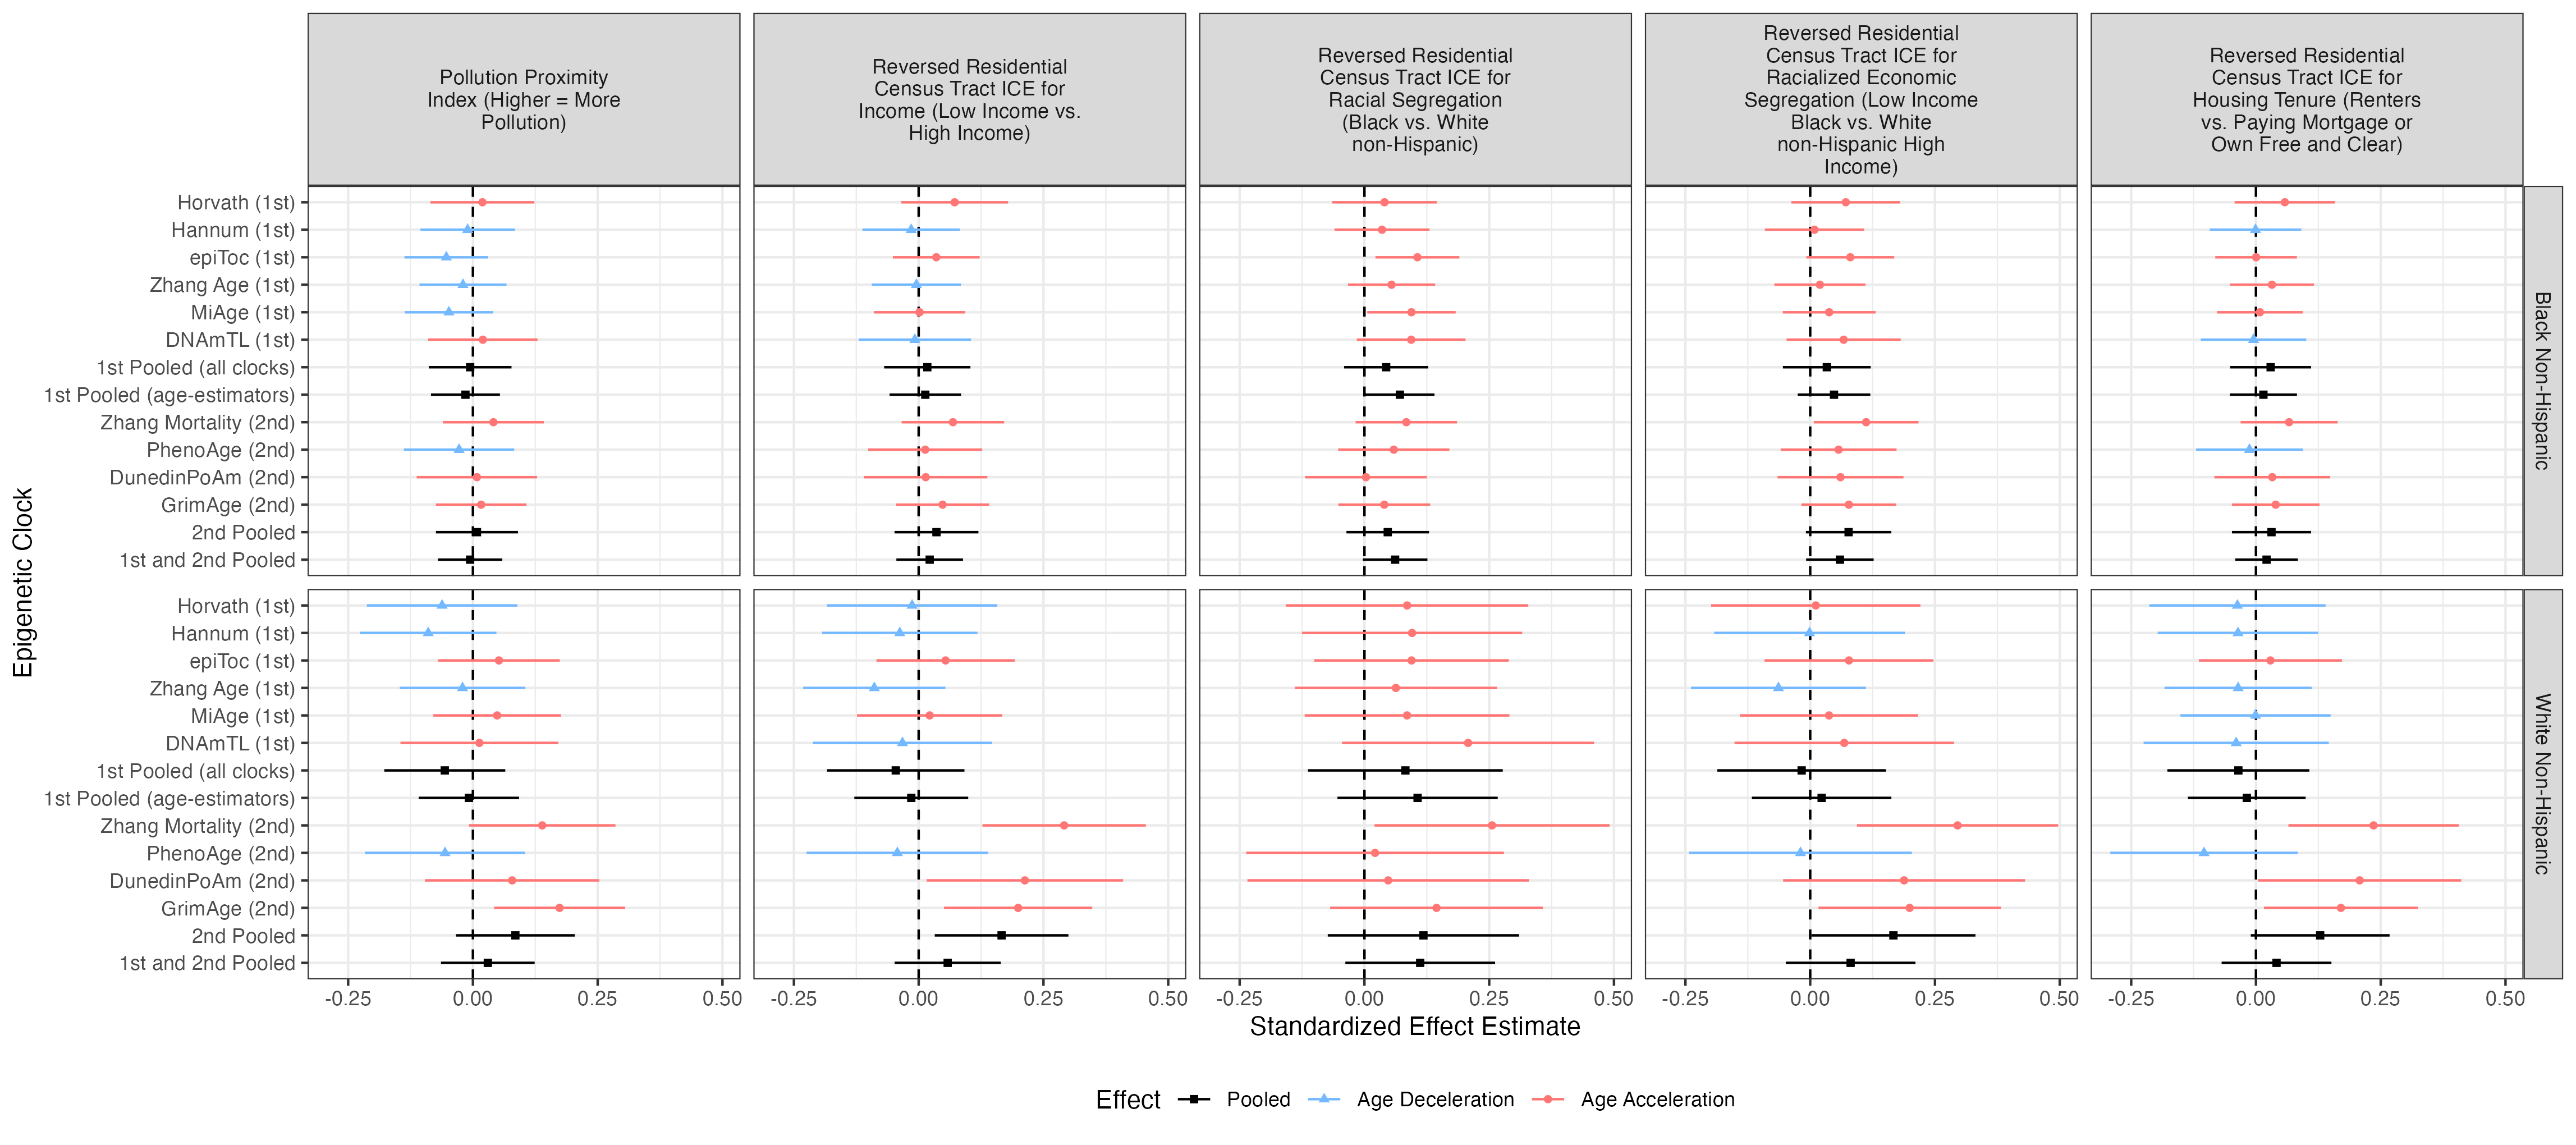 Pollution Proximity
Index (Higher = More
Pollution)
Reversed Residential
Census Tract ICE for
Income (Low Income vs.
High Income)
Reversed Residential
Census Tract ICE for
Racial Segregation
(Black vs. White
non-Hispanic)
Reversed Residential
Census Tract ICE for
Racialized Economic
Segregation (Low Income
Black vs. White
non-Hispanic High
Income)
Reversed Residential
Census Tract ICE for
Housing Tenure (Renters
vs. Paying Mortgage or
Own Free and Clear)
Epigenetic Clock
Horvath (1st)
Hannum (1st)
epiToc (1st)
Zhang Age (1st)
MiAge (1st)
DNAmTL (1st)
1st Pooled (all clocks)
1st Pooled (age-estimators)
Zhang Mortality (2nd)
PhenoAge (2nd)
DunedinPoAm (2nd)
GrimAge (2nd)
2nd Pooled
1st and 2nd Pooled
Black Non-Hispanic
Horvath (1st)
Hannum (1st)
epiToc (1st)
Zhang Age (1st)
MiAge (1st)
DNAmTL (1st)
1st Pooled (all clocks)
1st Pooled (age-estimators)
Zhang Mortality (2nd)
PhenoAge (2nd)
DunedinPoAm (2nd)
GrimAge (2nd)
2nd Pooled
1st and 2nd Pooled
White Non-Hispanic
-0.25 0.00 0.25 0.50
-0.25 0.00 0.25 0.50
-0.25 0.00 0.25 0.50
-0.25 0.00 0.25 0.50
-0.25 0.00 0.25 0.50
Standardized Effect Estimate
Effect Pooled Age Deceleration Age Acceleration